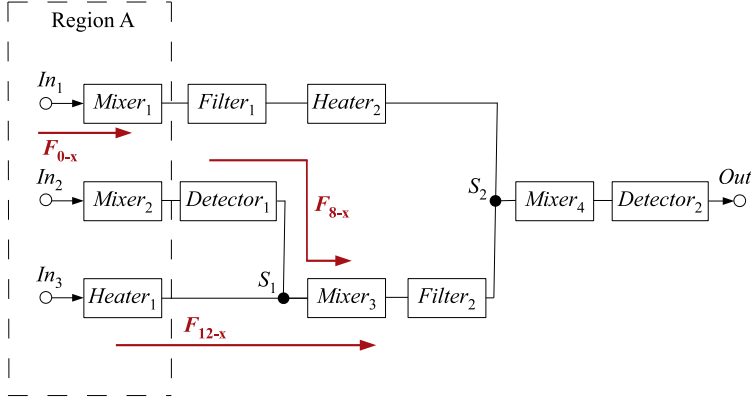 Region A
In₁
Mixer₁
Filter₁
Heater₂
F₀₋ₓ
In₂
Mixer₂
Detector₁
F₈₋ₓ
S₂
Mixer₄
Detector₂
Out
In₃
Heater₁
S₁
Mixer₃
Filter₂
F₁₂₋ₓ